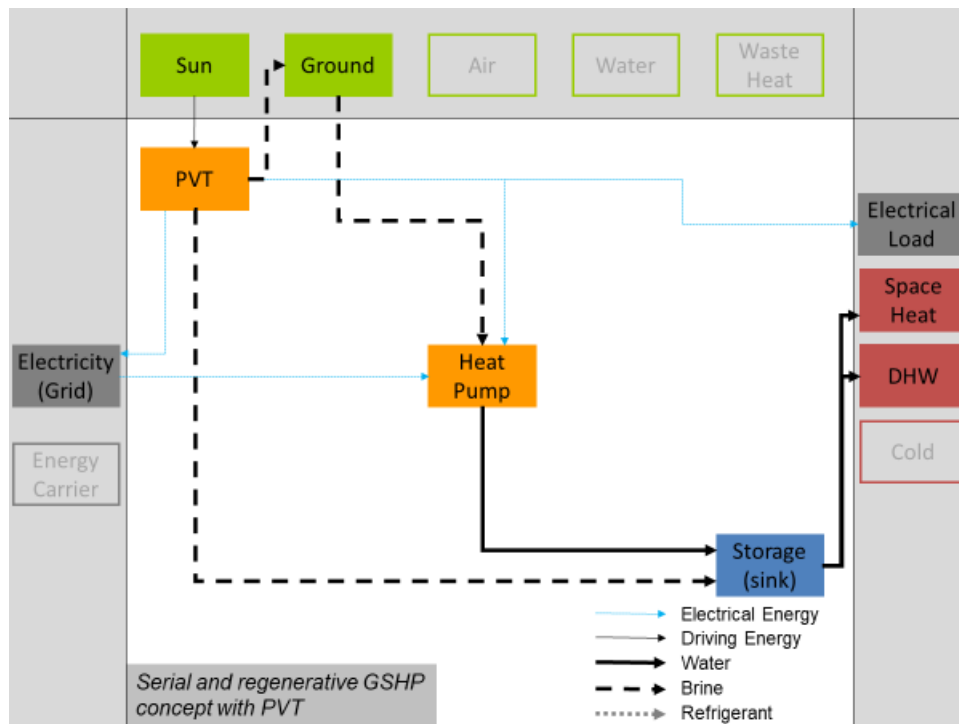 Sun
Ground
Air
Water
Waste
Heat
PVT
Electrical
Load
Space
Heat
Electricity
(Grid)
Heat
Pump
DHW
Energy
Carrier
Cold
Storage
(sink)
Electrical Energy
Driving Energy
Water
Brine
Refrigerant
Serial and regenerative GSHP
concept with PVT